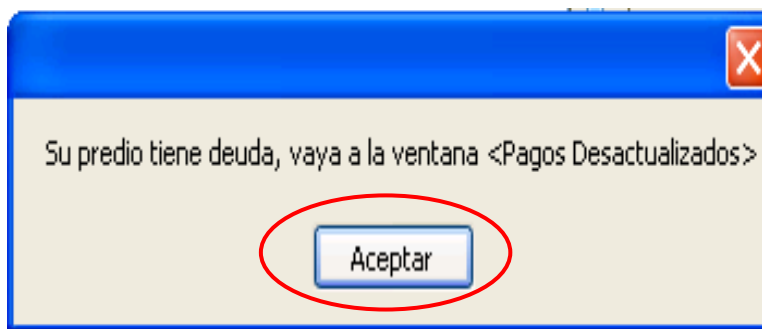 Su predio tiene deuda, vaya a la ventana <Pagos Desactualizados>
Aceptar